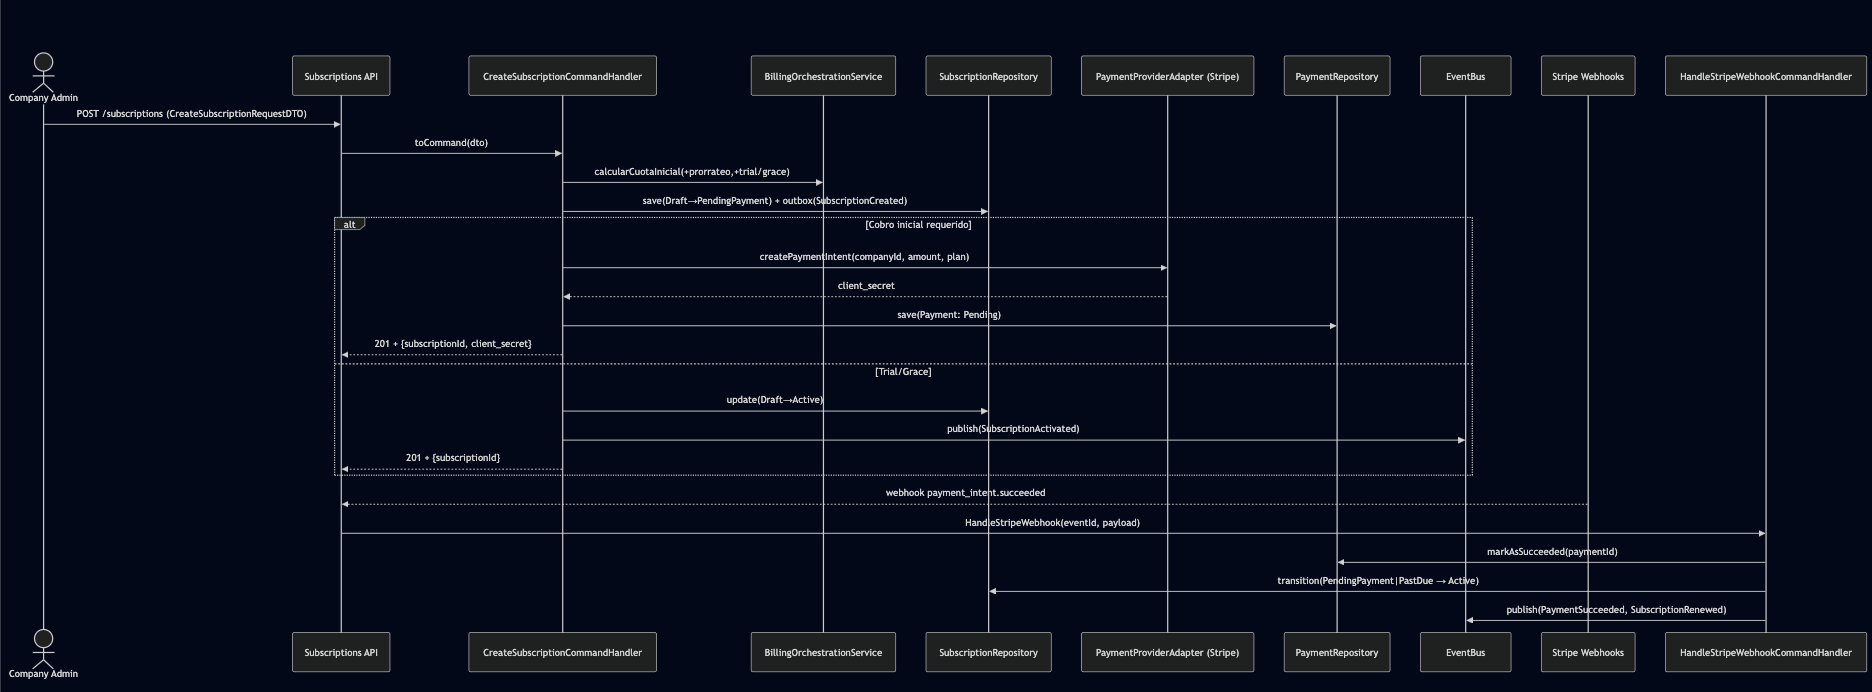 Company Admin
Subscriptions API
CreateSubscriptionCommandHandler
BillingOrchestrationService
SubscriptionRepository
PaymentProviderAdapter (Stripe)
PaymentRepository
EventBus
Stripe Webhooks
HandleStripeWebhookCommandHandler
POST /subscriptions (CreateSubscriptionRequestDTO)
toCommand(dto)
calcularCuotaInicial(+prorrateo,+trial/grace)
save(Draft→PendingPayment) + outbox(SubscriptionCreated)
alt
[Cobro inicial requerido]
createPaymentIntent(companyId, amount, plan)
client_secret
save(Payment: Pending)
201 + {subscriptionId, client_secret}
[Trial/Grace]
update(Draft→Active)
publish(SubscriptionActivated)
201 + {subscriptionId}
webhook payment_intent.succeeded
HandleStripeWebhook(eventId, payload)
markAsSucceeded(paymentId)
transition(PendingPayment|PastDue → Active)
publish(PaymentSucceeded, SubscriptionRenewed)
Company Admin
Subscriptions API
CreateSubscriptionCommandHandler
BillingOrchestrationService
SubscriptionRepository
PaymentProviderAdapter (Stripe)
PaymentRepository
EventBus
Stripe Webhooks
HandleStripeWebhookCommandHandler